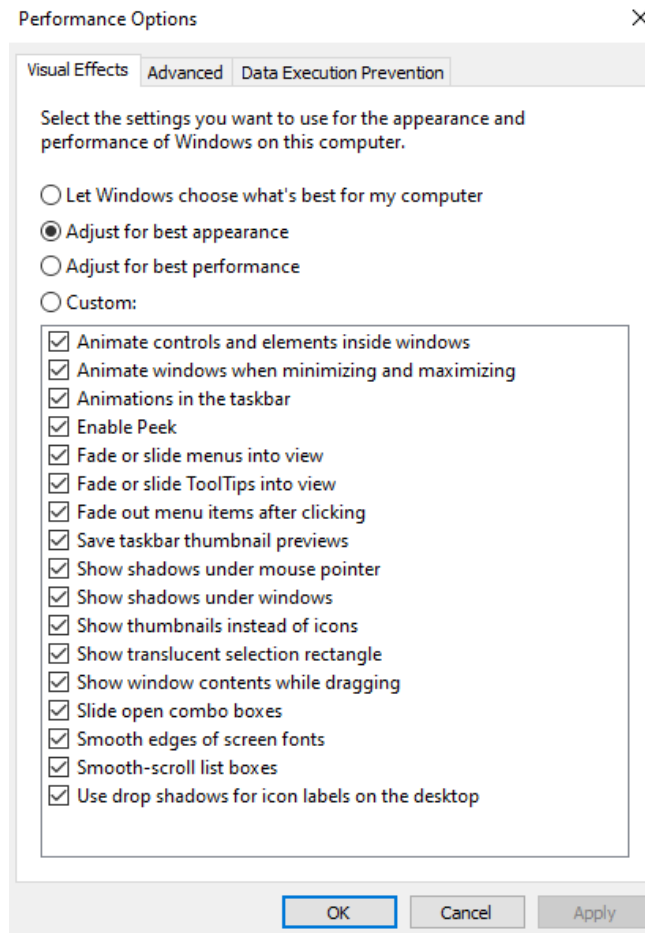 Performance Options
Visual Effects
Advanced
Data Execution Prevention
Select the settings you want to use for the appearance and
performance of Windows on this computer.
Let Windows choose what's best for my computer
Adjust for best appearance
Adjust for best performance
Custom:
Animate controls and elements inside windows
Animate windows when minimizing and maximizing
Animations in the taskbar
Enable Peek
Fade or slide menus into view
Fade or slide ToolTips into view
Fade out menu items after clicking
Save taskbar thumbnail previews
Show shadows under mouse pointer
Show shadows under windows
Show thumbnails instead of icons
Show translucent selection rectangle
Show window contents while dragging
Slide open combo boxes
Smooth edges of screen fonts
Smooth-scroll list boxes
Use drop shadows for icon labels on the desktop
OK
Cancel
Apply